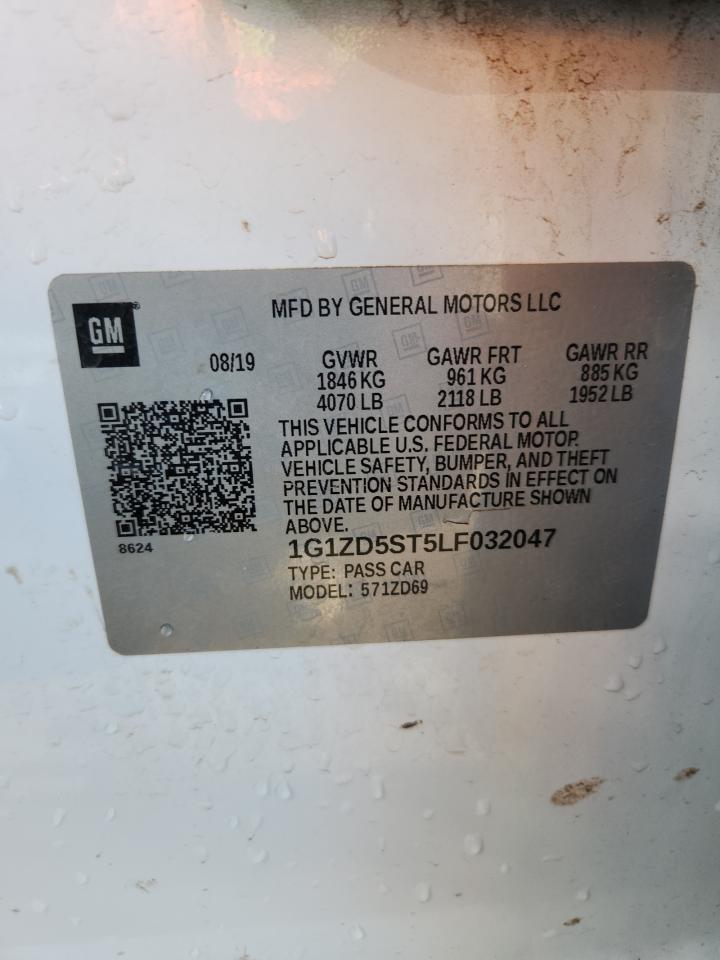 GM
MFD BY GENERAL MOTORS LLC
08/19 GVWR GAWR FRT GAWR RR
1846 KG 961 KG 885 KG
4070 LB 2118 LB 1952 LB
THIS VEHICLE CONFORMS TO ALL
APPLICABLE U.S. FEDERAL MOTOR
VEHICLE SAFETY, BUMPER, AND THEFT
PREVENTION STANDARDS IN EFFECT ON
THE DATE OF MANUFACTURE SHOWN
ABOVE.
8624
1G1ZD5ST5LF032047
TYPE: PASS CAR
MODEL: 571ZD69